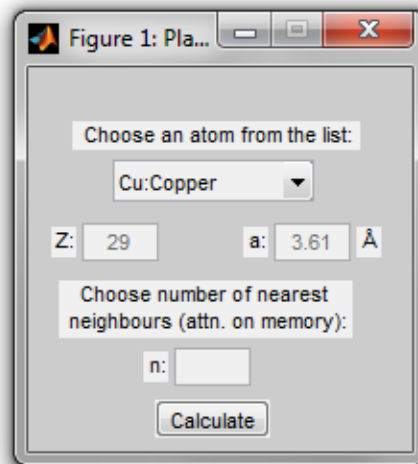 Figure 1: Pla...
Choose an atom from the list:
Cu:Copper
Z: 29 a: 3.61 Å
Choose number of nearest
neighbours (attn. on memory):
n:
Calculate